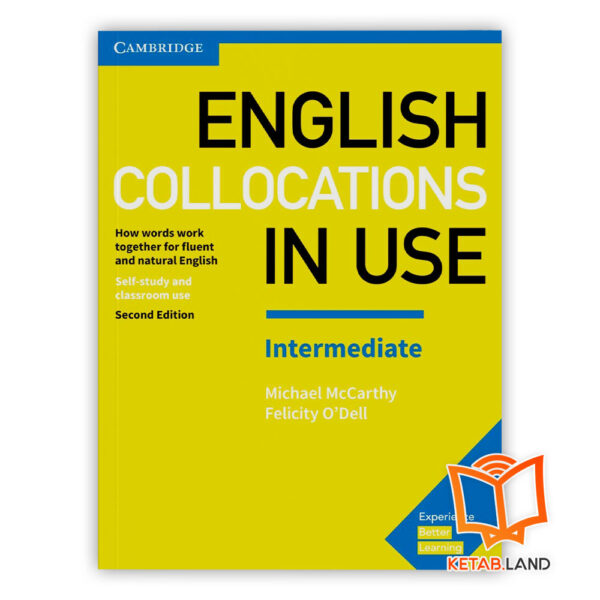 CAMBRIDGE
ENGLISH
COLLOCATIONS
IN USE
How words work
together for fluent
and natural English
Self-study and
classroom use
Second Edition
Intermediate
Michael McCarthy
Felicity O'Dell
Experience
Better
Learning
KETAB.LAND